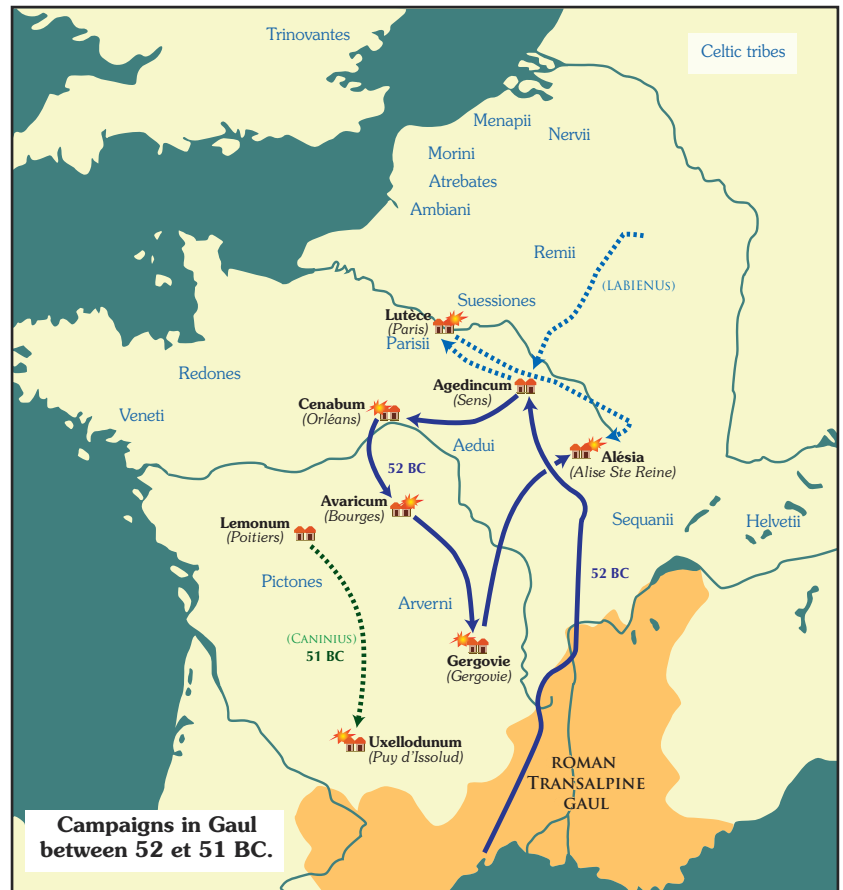 Trinovantes
Celtic tribes
Menapii
Nervii
Morini
Atrebates
Ambiani
Remii
(LABIENUS)
Suessiones
Lutèce
(Paris)
Parisii
Redones
Agedincum
(Sens)
Cenabum
(Orléans)
Veneti
Aedui
Alésia
(Alise Ste Reine)
52 BC
Avaricum
(Bourges)
Lemonum
(Poitiers)
Sequanii
Helvetii
52 BC
Pictones
Arverni
(CANINIUS)
51 BC
Gergovie
(Gergovie)
Uxellodunum
(Puy d'Issolud)
ROMAN
TRANSALPINE
GAUL
Campaigns in Gaul
between 52 et 51 BC.